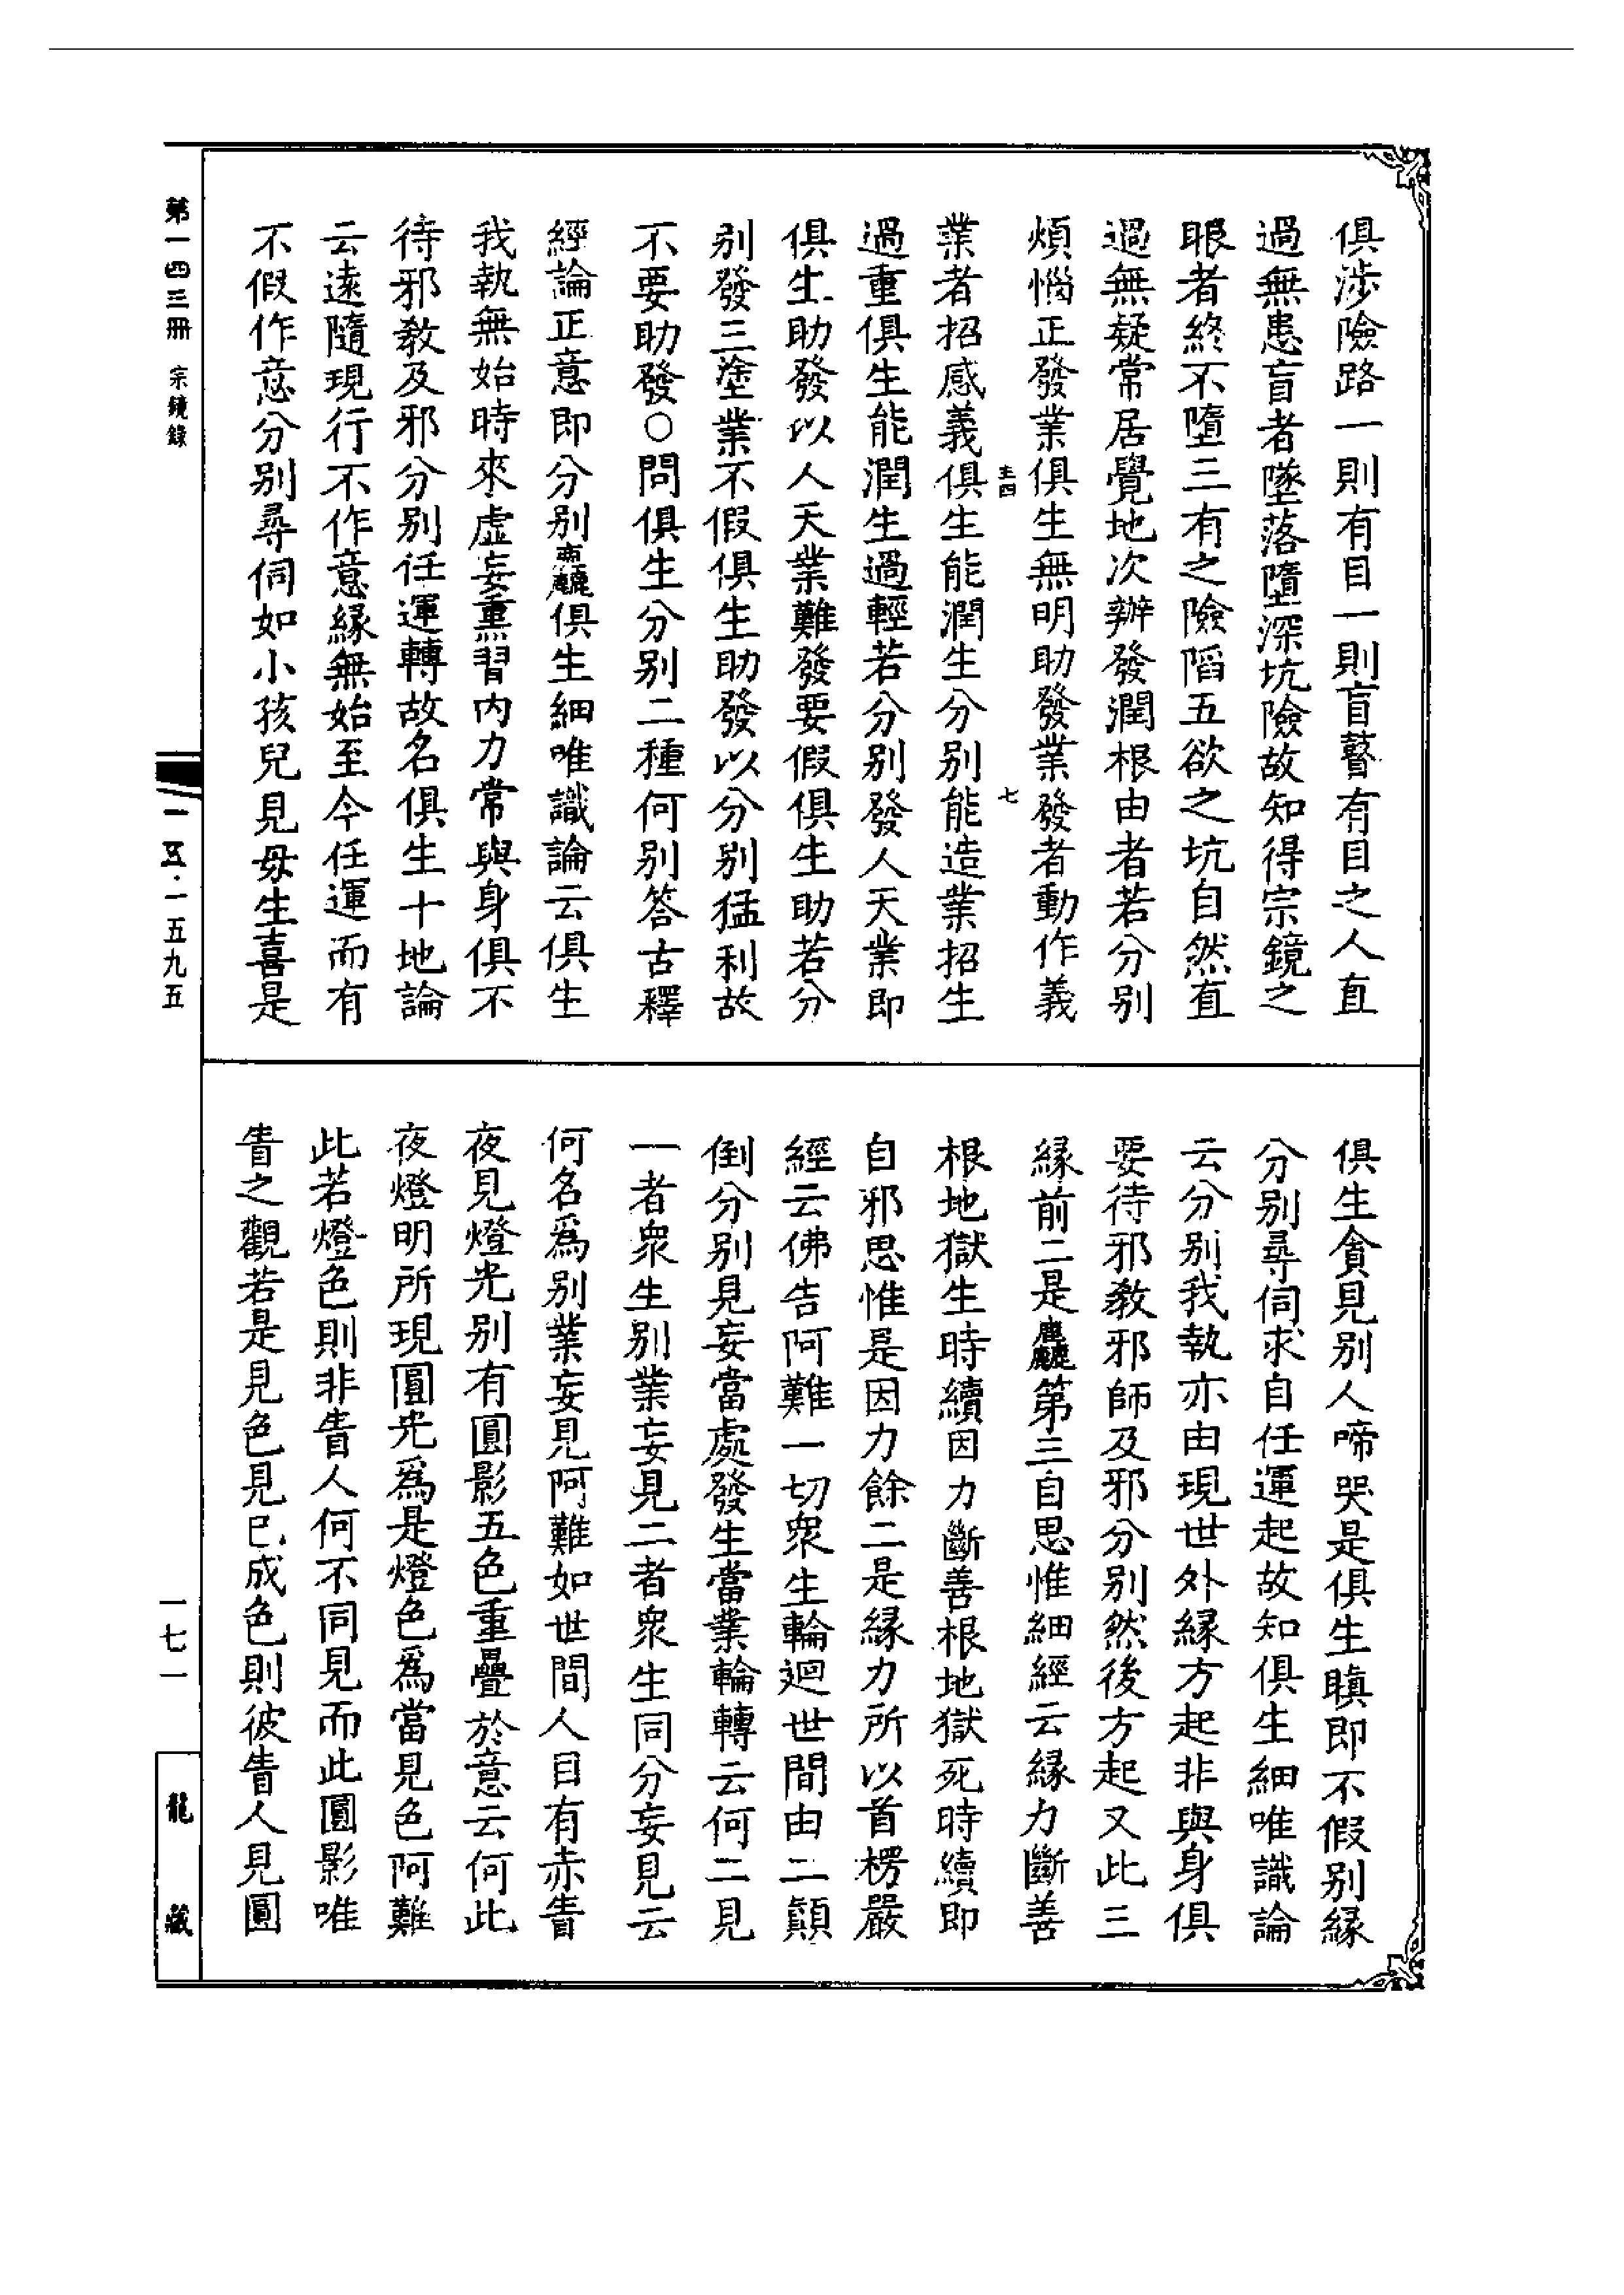 俱涉險路一則有目一則盲瞽有目之人直
過無患盲者墜落墮深坑險故知得宗鏡之
眼者終不墮三有之險陷五欲之坑自然直
過無疑常居覺地次辦發潤根由者若分別
煩惱正發業俱生無明助發業發者動作義
主四
七
業者招感義俱生能潤生分別能造業招生
過重俱生能潤生過輕若分別發人天業即
俱生助發以人天業難發要假俱生助若分
別發三塗業不假俱生助發以分別猛利故
不要助發○問俱生分別二種何別答古釋
經論正意即分別麤俱生細唯識論云俱生
我執無始時來虛妄熏習內力常與身俱不
待邪教及邪分別任運轉故名俱生十地論
云遠隨現行不作意緣無始至今任運而有
不假作意分別尋伺如小孩兒見母生喜是
俱生貪見別人啼哭是俱生瞋即不假別緣
分別尋伺求自任運起故知俱生細唯識論
云分別我執亦由現世外緣方起非與身俱
要待邪教邪師及邪分別然後方起又此三
緣前二是麤第三自思惟細經云緣力斷善
根地獄生時續因力斷善根地獄死時續即
自邪思惟是因力餘二是緣力所以首楞嚴
經云佛告阿難一切眾生輪迴世間由二顛
倒分別見妄當處發生當業輪轉云何二見
一者眾生別業妄見二者眾生同分妄見云
何名為別業妄見阿難如世間人目有赤眚
夜見燈光別有圓影五色重疊於意云何此
夜燈明所現圓光為是燈色為當見色阿難
此若燈色則非眚人何不同見而此圓影唯
眚之觀若是見色見已成色則彼眚人見圓
第一四三冊 宗鏡錄
一五·一五九五
一七一
龍藏